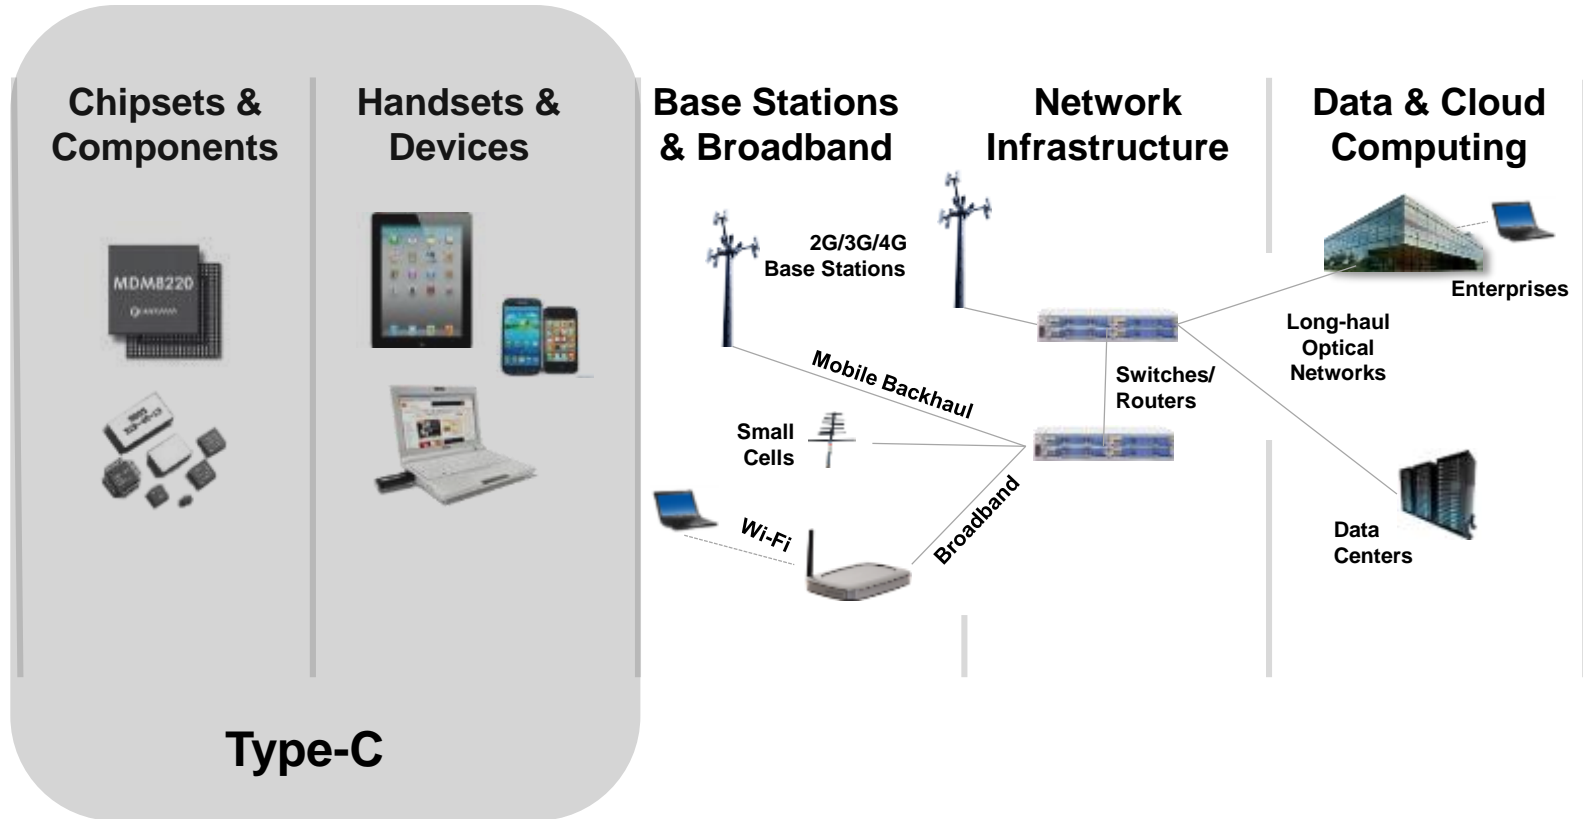 Chipsets &
Components
Handsets &
Devices
Base Stations
& Broadband
Network
Infrastructure
Data & Cloud
Computing
MDM8220
2G/3G/4G
Base Stations
Enterprises
Long-haul
Optical
Networks
Mobile Backhaul
Switches/
Routers
Small
Cells
Wi-Fi
Broadband
Data
Centers
Type-C